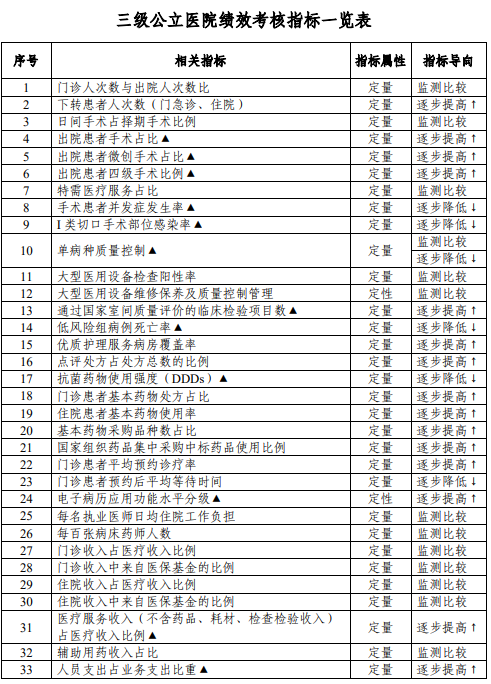 三级公立医院绩效考核指标一览表
序号 相关指标 指标属性 指标导向
1 门诊人次数与出院人次数比 定量 监测比较
2 下转患者人次数（门急诊、住院） 定量 逐步提高↑
3 日间手术占择期手术比例 定量 监测比较
4 出院患者手术占比▲ 定量 逐步提高↑
5 出院患者微创手术占比▲ 定量 逐步提高↑
6 出院患者四级手术比例▲ 定量 逐步提高↑
7 特需医疗服务占比 定量 监测比较
8 手术患者并发症发生率▲ 定量 逐步降低↓
9 I 类切口手术部位感染率▲ 定量 逐步降低↓
10 单病种质量控制▲ 定量 监测比较
逐步降低↓
11 大型医用设备检查阳性率 定量 监测比较
12 大型医用设备维修保养及质量控制管理 定性 监测比较
13 通过国家室间质量评价的临床检验项目数▲ 定量 逐步提高↑
14 低风险组病例死亡率▲ 定量 逐步降低↓
15 优质护理服务病房覆盖率 定量 逐步提高↑
16 点评处方占处方总数的比例 定量 逐步提高↑
17 抗菌药物使用强度（DDDs）▲ 定量 逐步降低↓
18 门诊患者基本药物处方占比 定量 逐步提高↑
19 住院患者基本药物使用率 定量 逐步提高↑
20 基本药物采购品种数占比 定量 逐步提高↑
21 国家组织药品集中采购中标药品使用比例 定量 逐步提高↑
22 门诊患者平均预约诊疗率 定量 逐步提高↑
23 门诊患者预约后平均等待时间 定量 逐步降低↓
24 电子病历应用功能水平分级▲ 定性 逐步提高↑
25 每名执业医师日均住院工作负担 定量 监测比较
26 每百张病床药师人数 定量 监测比较
27 门诊收入占医疗收入比例 定量 监测比较
28 门诊收入中来自医保基金的比例 定量 监测比较
29 住院收入占医疗收入比例 定量 监测比较
30 住院收入中来自医保基金的比例 定量 监测比较
31 医疗服务收入（不含药品、耗材、检查检验收入）
占医疗收入比例▲ 定量 逐步提高↑
32 辅助用药收入占比 定量 监测比较
33 人员支出占业务支出比重▲ 定量 逐步提高↑